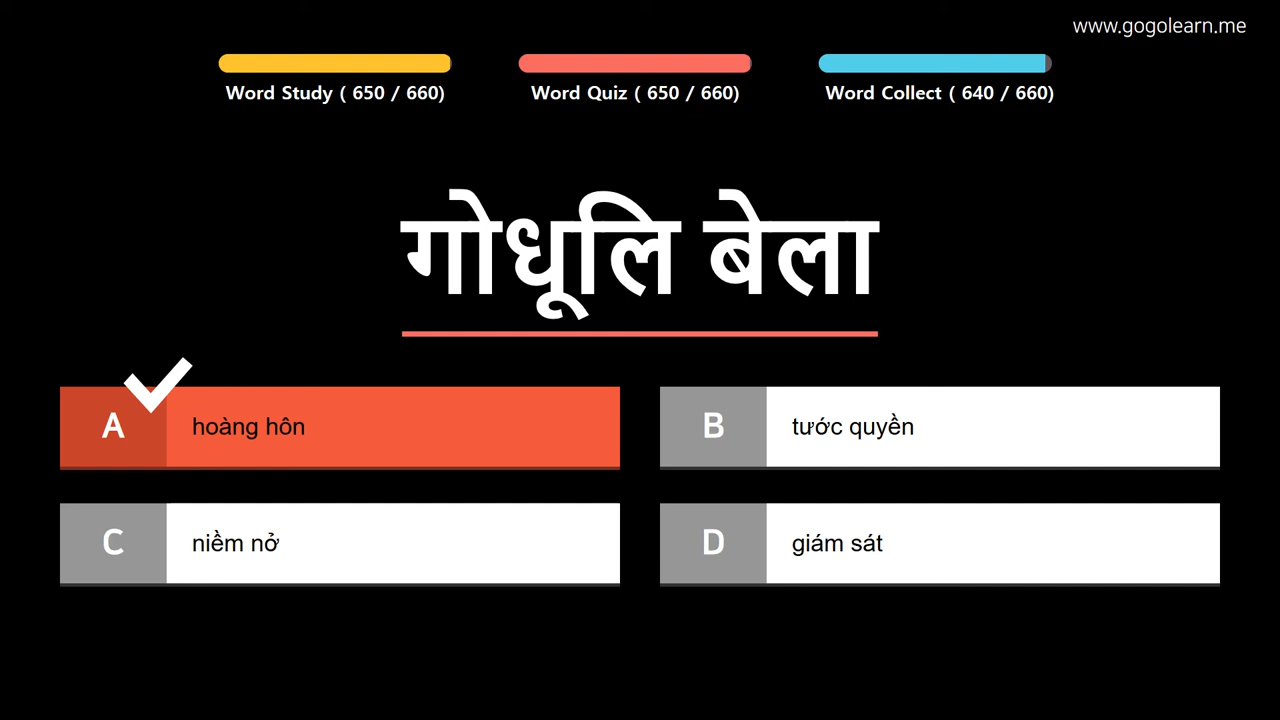 www.gogolearn.me
Word Study ( 650 / 660)
Word Quiz ( 650 / 660)
Word Collect ( 640 / 660)
गोधूलि बेला
A
hoàng hôn
B
tước quyền
C
niềm nở
D
giám sát